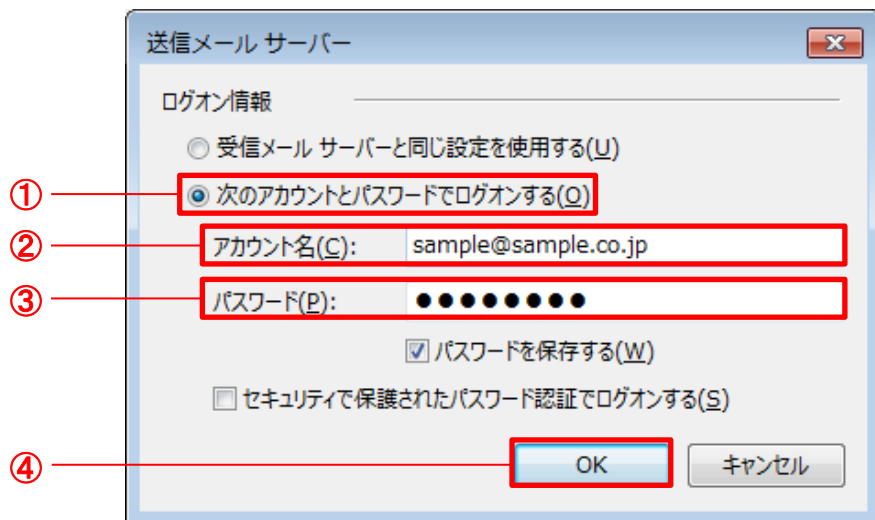 送信メール サーバー
ログオン情報
受信メール サーバーと同じ設定を使用する(U)
① 次のアカウントとパスワードでログオンする(O)
② アカウント名(C): sample@sample.co.jp
③ パスワード(P): ●●●●●●●●
パスワードを保存する(W)
セキュリティで保護されたパスワード認証でログオンする(S)
④ OK キャンセル